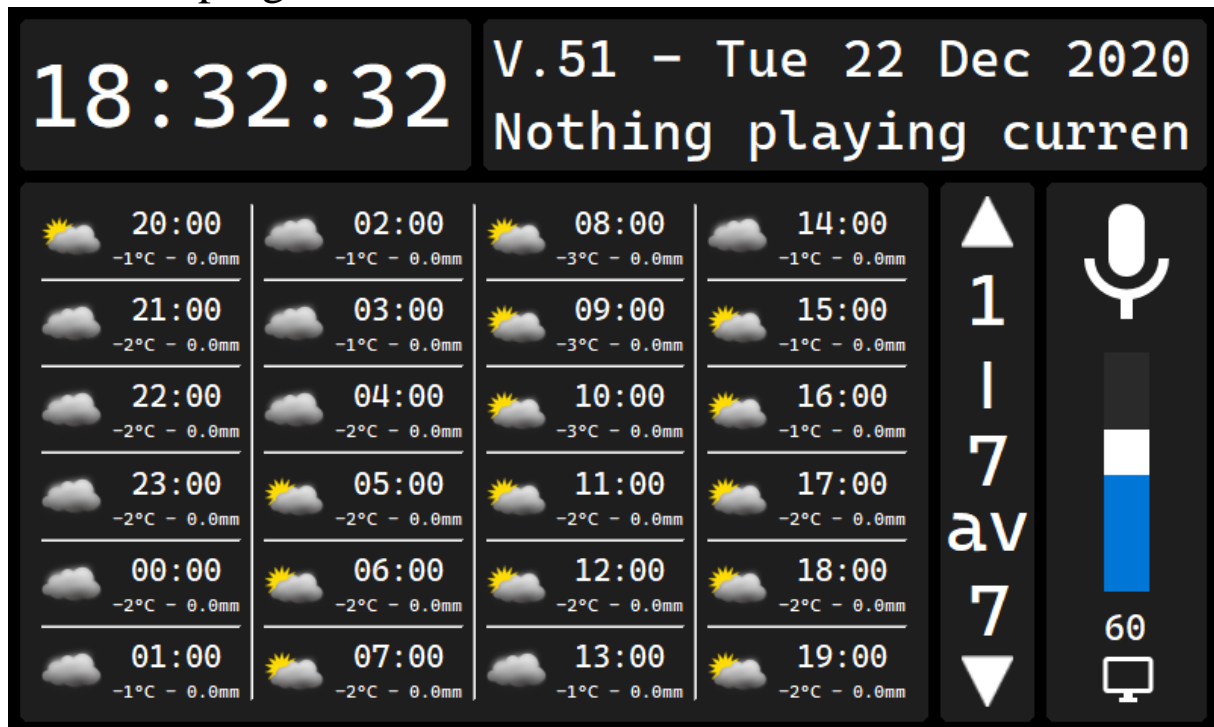 18:32:32
V.51 – Tue 22 Dec 2020
Nothing playing curren
20:00
-1°C - 0.0mm
21:00
-2°C - 0.0mm
22:00
-2°C - 0.0mm
23:00
-2°C - 0.0mm
00:00
-2°C - 0.0mm
01:00
-1°C - 0.0mm
02:00
-1°C - 0.0mm
03:00
-1°C - 0.0mm
04:00
-2°C - 0.0mm
05:00
-2°C - 0.0mm
06:00
-2°C - 0.0mm
07:00
-2°C - 0.0mm
08:00
-3°C - 0.0mm
09:00
-3°C - 0.0mm
10:00
-3°C - 0.0mm
11:00
-2°C - 0.0mm
12:00
-2°C - 0.0mm
13:00
-1°C - 0.0mm
14:00
-1°C - 0.0mm
15:00
-1°C - 0.0mm
16:00
-1°C - 0.0mm
17:00
-2°C - 0.0mm
18:00
-2°C - 0.0mm
19:00
-2°C - 0.0mm
1
|
7
av
7
60